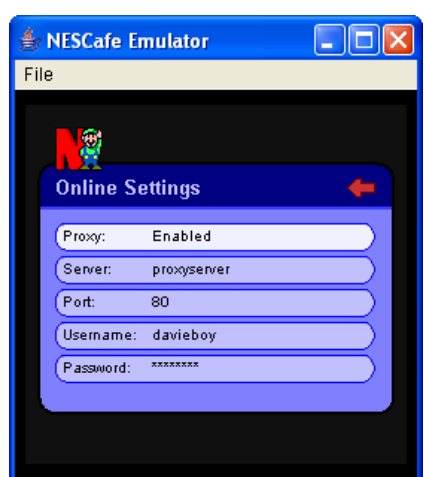 NESCafe Emulator
File
N
Online Settings
Proxy: Enabled
Server: proxyserver
Port: 80
Username: davieboy
Password: ********